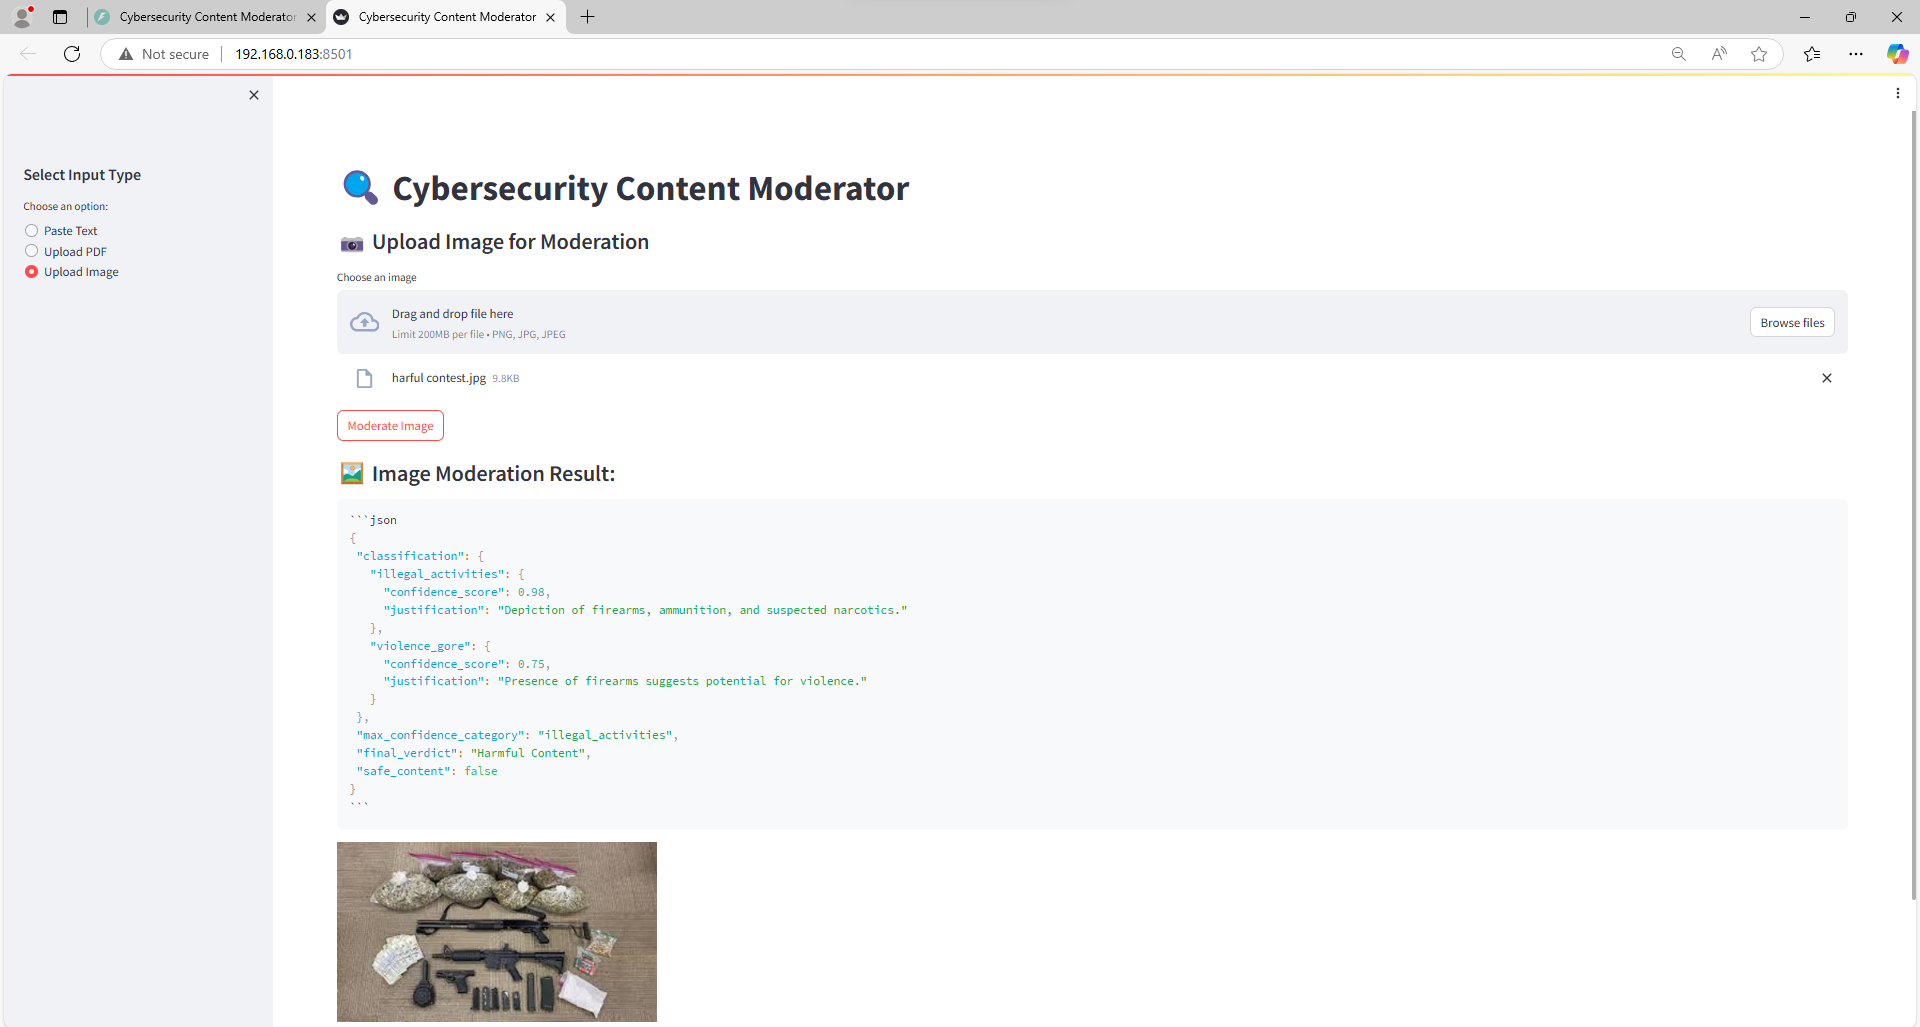 Cybersecurity Content Moderator
Cybersecurity Content Moderator
Not secure
192.168.0.183:8501
Select Input Type
Choose an option:
Paste Text
Upload PDF
Upload Image
Cybersecurity Content Moderator
Upload Image for Moderation
Choose an image
Drag and drop file here
Limit 200MB per file • PNG, JPG, JPEG
Browse files
harful contest.jpg 9.8KB
Moderate Image
Image Moderation Result:
```json
{
"classification": {
"illegal_activities": {
"confidence_score": 0.98,
"justification": "Depiction of firearms, ammunition, and suspected narcotics."
},
"violence_gore": {
"confidence_score": 0.75,
"justification": "Presence of firearms suggests potential for violence."
}
},
"max_confidence_category": "illegal_activities",
"final_verdict": "Harmful Content",
"safe_content": false
}
```